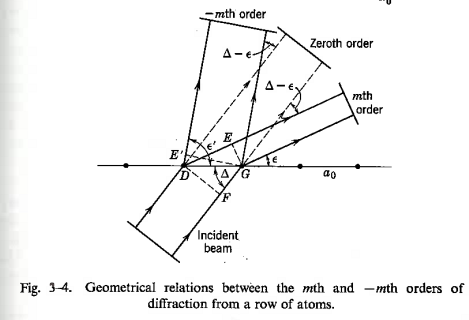 a₀
−mth order
Δ−ϵ
Zeroth order
Δ−ϵ
mth
order
E
E'
ϵ'
ϵ
D
Δ
G
a₀
F
Incident
beam
Fig. 3-4. Geometrical relations between the mth and −mth orders of
diffraction from a row of atoms.